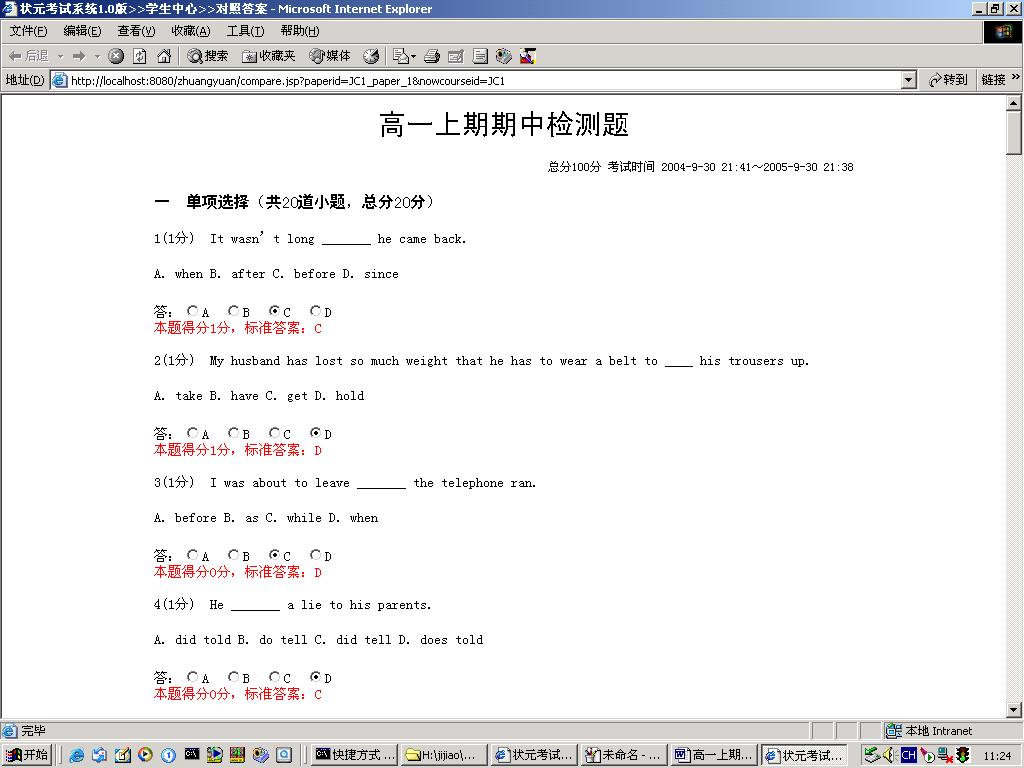 状元考试系统1.0版>>学生中心>>对照答案 - Microsoft Internet Explorer
文件(F) 编辑(E) 查看(V) 收藏(A) 工具(T) 帮助(H)
后退 搜索 收藏夹 媒体
地址(D) http://localhost:8080/zhuangyuan/compare.jsp?paperid=JC1_paper_1&nowcourseid=JC1 转到 链接 »
高一上期期中检测题
总分100分 考试时间 2004-9-30 21:41～2005-9-30 21:38
一 单项选择（共20道小题，总分20分）
1(1分) It wasn’t long _______ he came back.
A. when B. after C. before D. since
答： A B C D
本题得分1分，标准答案：C
2(1分) My husband has lost so much weight that he has to wear a belt to ____ his trousers up.
A. take B. have C. get D. hold
答： A B C D
本题得分1分，标准答案：D
3(1分) I was about to leave _______ the telephone ran.
A. before B. as C. while D. when
答： A B C D
本题得分0分，标准答案：D
4(1分) He _______ a lie to his parents.
A. did told B. do tell C. did tell D. does told
答： A B C D
本题得分0分，标准答案：C
完毕 本地 Intranet
开始 快捷方式 ... H:\jijiao\... 状元考试... 未命名 - ... 高一上期... 状元考试... CH 11:24